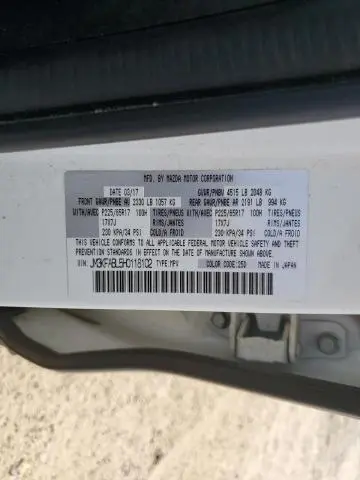 MFD BY MAZDA MOTOR CORPORATION
DATE 03/17 GVWR/PNBV 4515 LB 2048 KG
FRONT GAWR/PNBE AV 2330 LB 1057 KG REAR GAWR/PNBE AR 2191 LB 994 KG
WITH/AVEC P225/65R17 100H TIRES/PNEUS WITH/AVEC P225/65R17 100H TIRES/PNEUS
17X7J RIMS/JANTES 17X7J RIMS/JANTES
230 KPA/34 PSI COLD/A FROID 230 KPA/34 PSI COLD/A FROID
THIS VEHICLE CONFORMS TO ALL APPLICABLE FEDERAL MOTOR VEHICLE SAFETY, BUMPER,
AND THEFT PREVENTION STANDARDS IN EFFECT ON THE DATE OF MANUFACTURE SHOWN ABOVE.
VIN: JM3KFABL5H0118102 TYPE:MPV COLOR CODE:25D MADE IN JAPAN